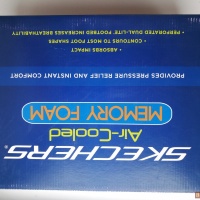 SKECHERS®
Air-Cooled
MEMORY FOAM
PROVIDES PRESSURE RELIEF AND INSTANT COMFORT
• ABSORBS IMPACT
• CONTOURS TO MOST FOOT SHAPES
• PERFORATED DUAL-LITE FOOTBED INCREASES BREATHABILITY